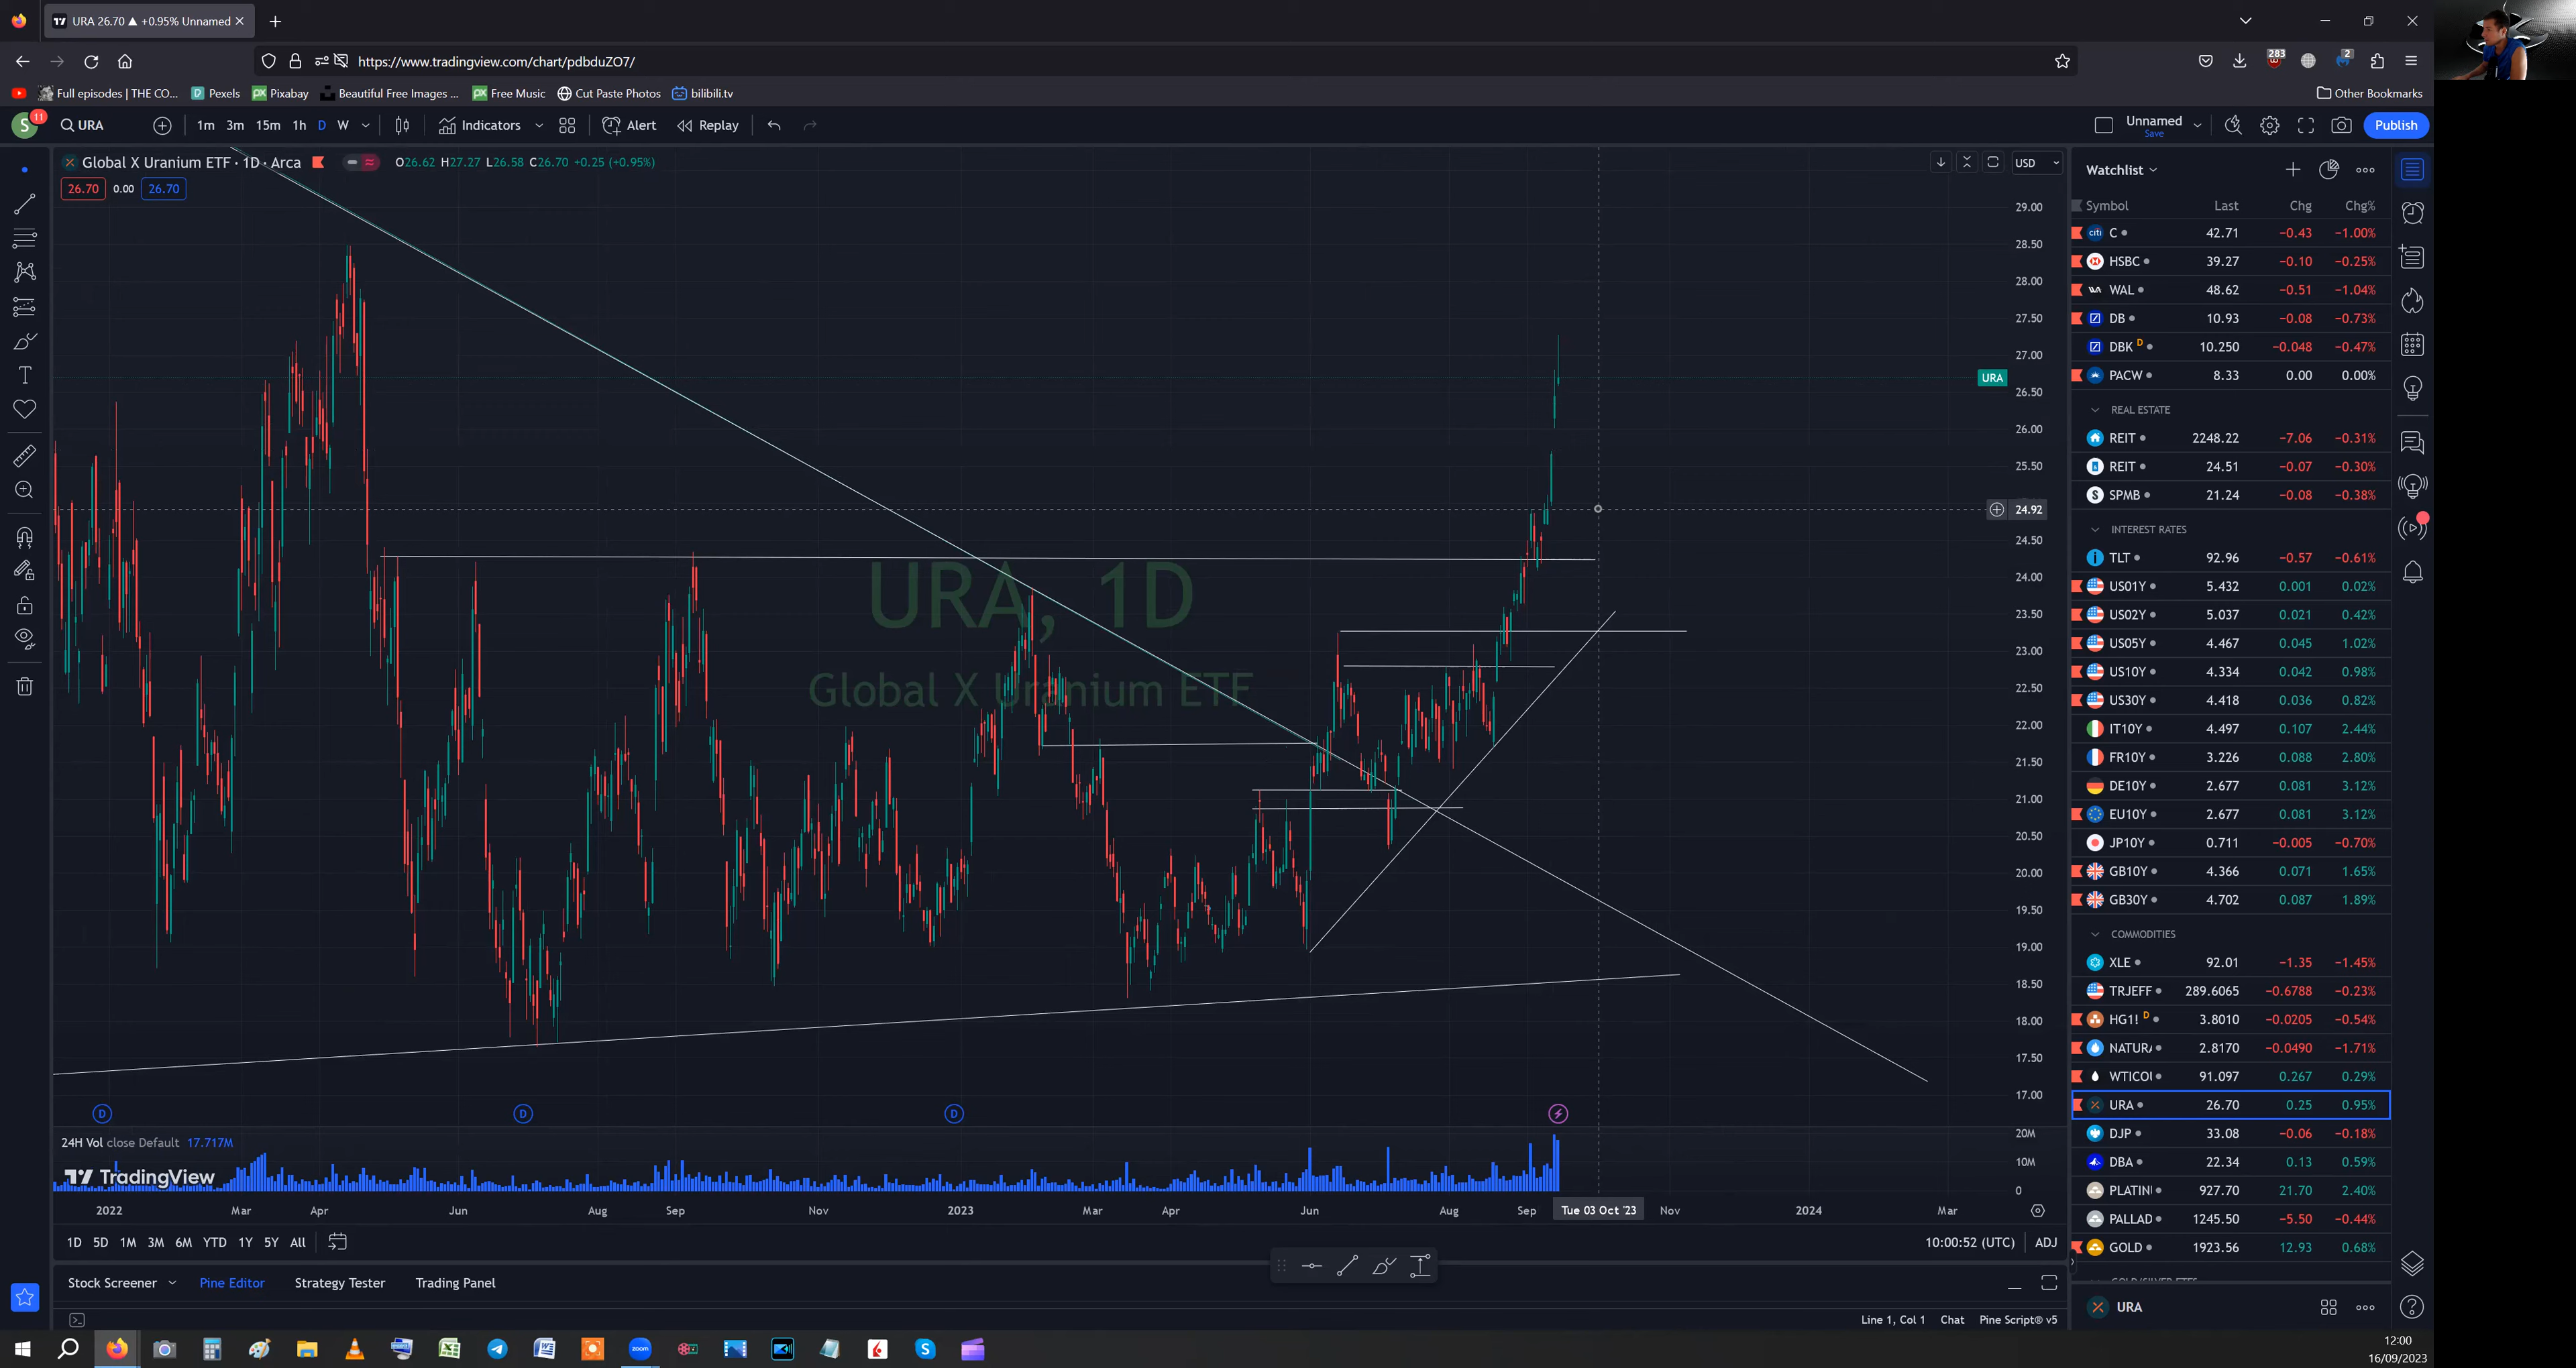 URA 26.70 ▲ +0.95% Unnamed
https://www.tradingview.com/chart/pdbduZO7/
283
2
Full episodes | THE CO...
Pexels
Pixabay
Beautiful Free Images ...
Free Music
Cut Paste Photos
bilibili.tv
Other Bookmarks
S 11 URA 1m 3m 15m 1h D W Indicators Alert Replay Unnamed Save Publish
Global X Uranium ETF · 1D · Arca O26.62 H27.27 L26.58 C26.70 +0.25 (+0.95%) USD
26.70 0.00 26.70
29.00
28.50
28.00
27.50
27.00
URA
26.50
26.00
25.50
24.92
24.50
24.00
23.50
23.00
22.50
22.00
21.50
21.00
20.50
20.00
19.50
19.00
18.50
18.00
17.50
17.00
URA, 1D
Global X Uranium ETF
D D D
24H Vol close Default 17.717M
20M
10M
0
TradingView
2022 Mar Apr Jun Aug Sep Nov 2023 Mar Apr Jun Aug Sep Tue 03 Oct '23 Nov 2024 Mar
1D 5D 1M 3M 6M YTD 1Y 5Y All 10:00:52 (UTC) ADJ
Stock Screener Pine Editor Strategy Tester Trading Panel
Line 1, Col 1 Chat Pine Script® v5
Watchlist
Symbol Last Chg Chg%
citi C 42.71 −0.43 −1.00%
HSBC 39.27 −0.10 −0.25%
WAL 48.62 −0.51 −1.04%
DB 10.93 −0.08 −0.73%
DBK D 10.250 −0.048 −0.47%
PACW 8.33 0.00 0.00%
REAL ESTATE
REIT 2248.22 −7.06 −0.31%
REIT 24.51 −0.07 −0.30%
S SPMB 21.24 −0.08 −0.38%
INTEREST RATES
TLT 92.96 −0.57 −0.61%
US01Y 5.432 0.001 0.02%
US02Y 5.037 0.021 0.42%
US05Y 4.467 0.045 1.02%
US10Y 4.334 0.042 0.98%
US30Y 4.418 0.036 0.82%
IT10Y 4.497 0.107 2.44%
FR10Y 3.226 0.088 2.80%
DE10Y 2.677 0.081 3.12%
EU10Y 2.677 0.081 3.12%
JP10Y 0.711 −0.005 −0.70%
GB10Y 4.366 0.071 1.65%
GB30Y 4.702 0.087 1.89%
COMMODITIES
XLE 92.01 −1.35 −1.45%
TRJEFF 289.6065 −0.6788 −0.23%
HG1! D 3.8010 −0.0205 −0.54%
NATUR 2.8170 −0.0490 −1.71%
WTICO 91.097 0.267 0.29%
URA 26.70 0.25 0.95%
DJP 33.08 −0.06 −0.18%
DBA 22.34 0.13 0.59%
PLATIN 927.70 21.70 2.40%
PALLAD 1245.50 −5.50 −0.44%
GOLD 1923.56 12.93 0.68%
URA
zoom
12:00
16/09/2023